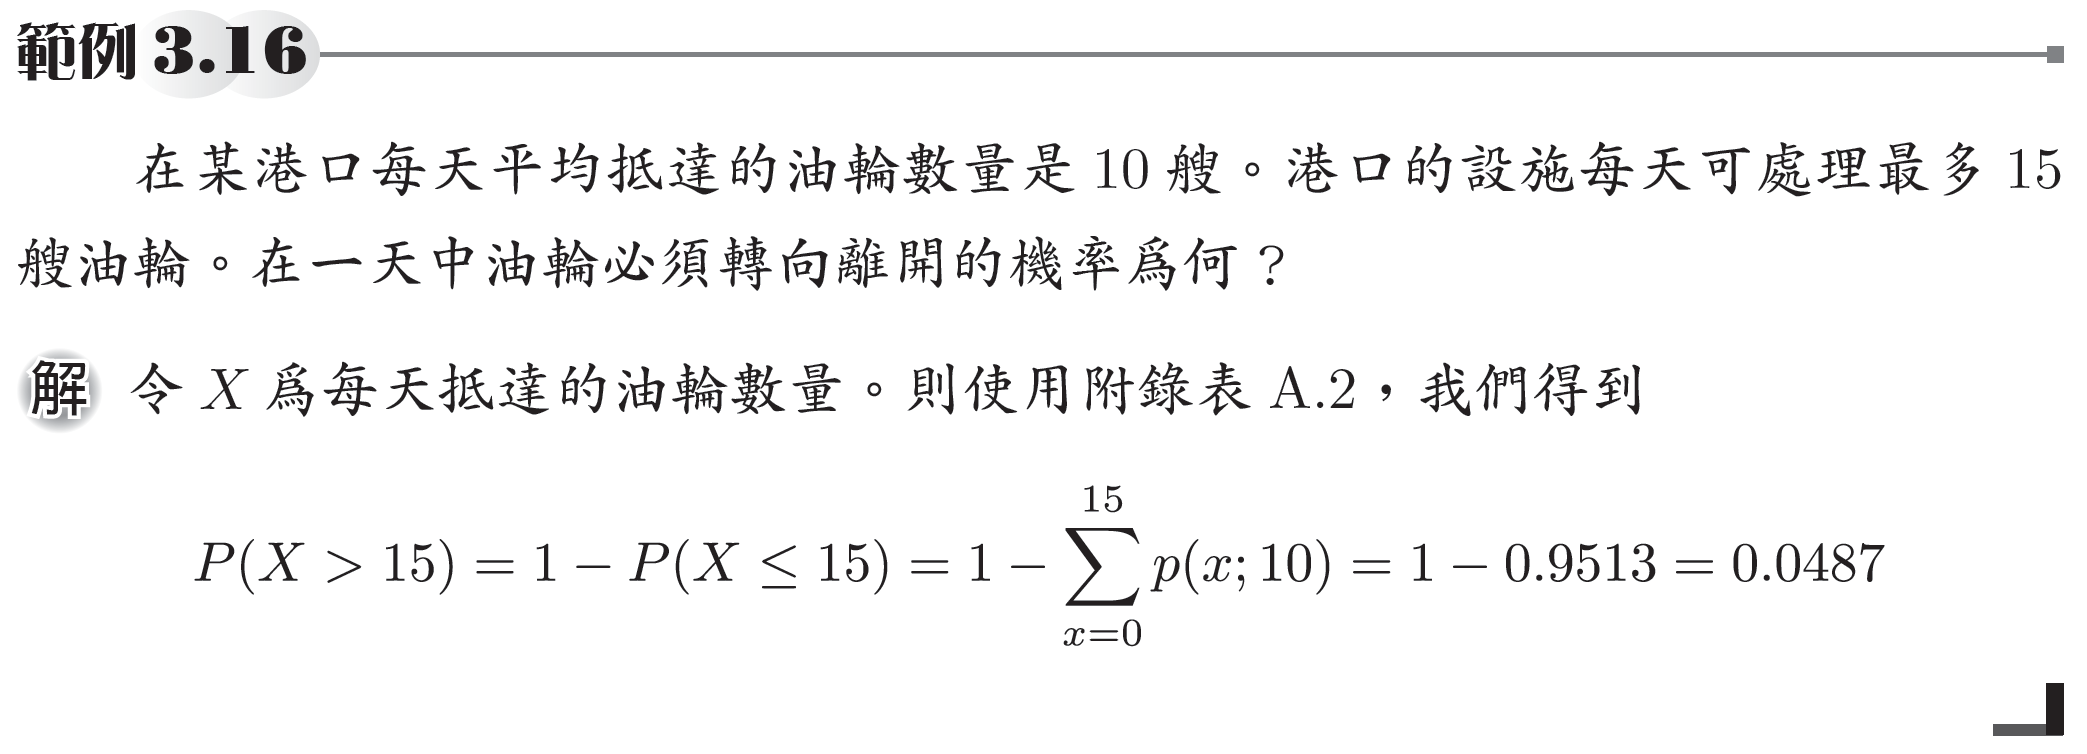 範例 3.16
在某港口每天平均抵達的油輪數量是 10 艘。港口的設施每天可處理最多 15
艘油輪。在一天中油輪必須轉向離開的機率爲何？
解 令 X 爲每天抵達的油輪數量。則使用附錄表 A.2，我們得到
P(X > 15) = 1 − P(X ≤ 15) = 1 − ∑_{x=0}^{15} p(x; 10) = 1 − 0.9513 = 0.0487